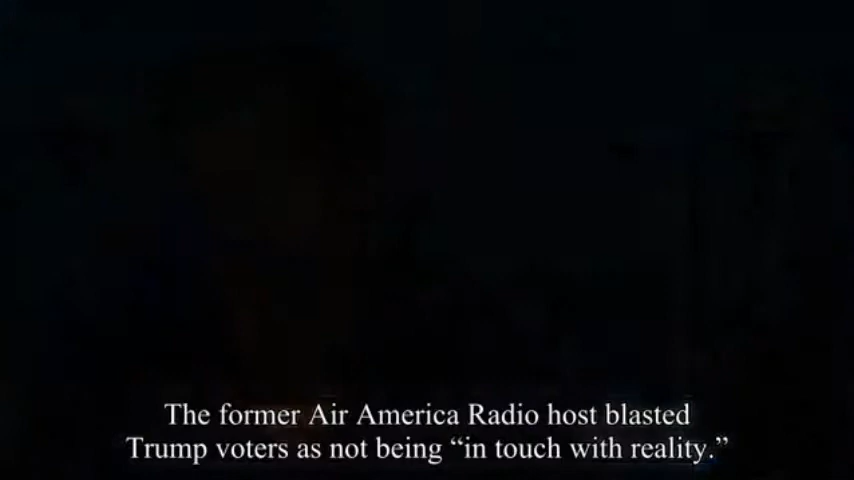 The former Air America Radio host blasted
Trump voters as not being “in touch with reality.”